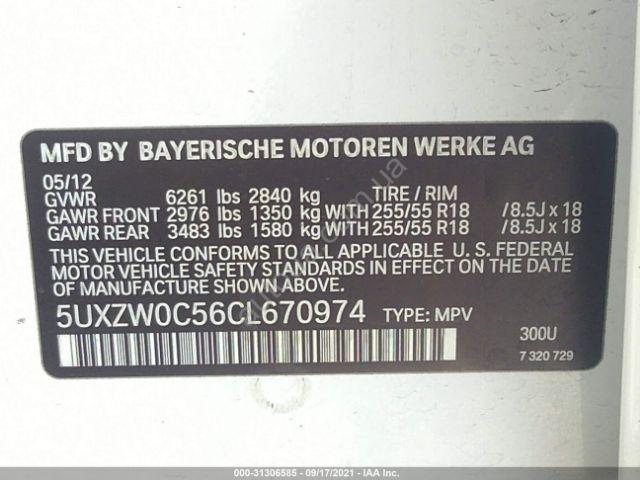 MFD BY BAYERISCHE MOTOREN WERKE AG
05/12
GVWR 6261 lbs 2840 kg TIRE / RIM
GAWR FRONT 2976 lbs 1350 kg WITH 255/55 R18 /8.5J x 18
GAWR REAR 3483 lbs 1580 kg WITH 255/55 R18 /8.5J x 18
THIS VEHICLE CONFORMS TO ALL APPLICABLE U. S. FEDERAL
MOTOR VEHICLE SAFETY STANDARDS IN EFFECT ON THE DATE
OF MANUFACTURE SHOWN ABOVE.
5UXZW0C56CL670974 TYPE: MPV
300U
7 320 729
000-31306585 - 09/17/2021 - IAA Inc.